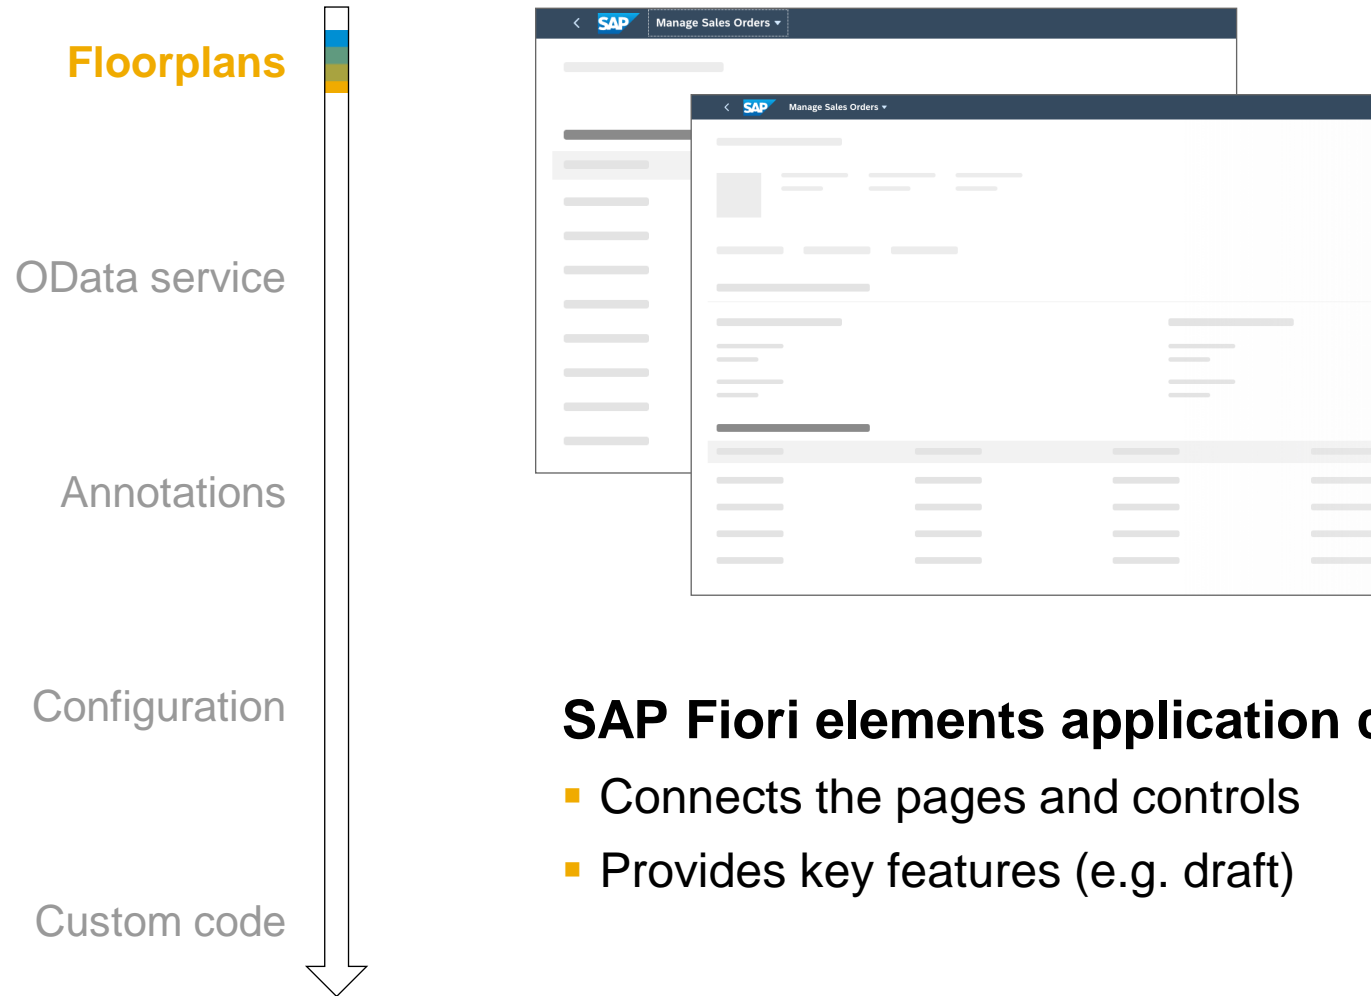 Floorplans
OData service
Annotations
Configuration
Custom code
SAP Manage Sales Orders
SAP Manage Sales Orders
SAP Fiori elements application
Connects the pages and controls
Provides key features (e.g. draft)